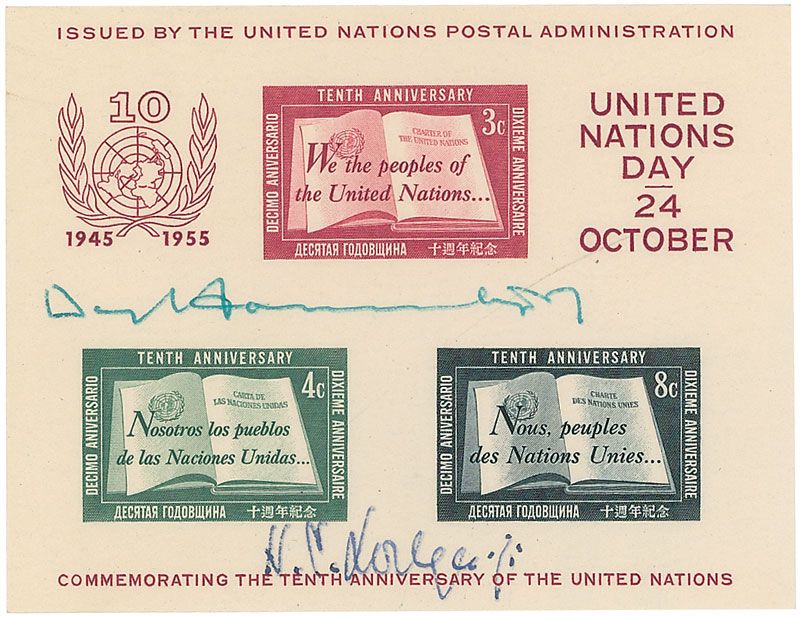 ISSUED BY THE UNITED NATIONS POSTAL ADMINISTRATION
10
1945 1955
TENTH ANNIVERSARY
3c
DECIMO ANIVERSARIO
DIXIEME ANNIVERSAIRE
CHARTER OF
THE UNITED NATIONS
We the peoples of
the United Nations...
ДЕСЯТАЯ ГОДОВЩИНА 十週年紀念
UNITED
NATIONS
DAY
24
OCTOBER
Dag Hammarskjöld
TENTH ANNIVERSARY
4c
DECIMO ANIVERSARIO
DIXIEME ANNIVERSAIRE
CARTA DE
LAS NACIONES UNIDAS
Nosotros los pueblos
de las Naciones Unidas...
ДЕСЯТАЯ ГОДОВЩИНА 十週年紀念
TENTH ANNIVERSARY
8c
DECIMO ANIVERSARIO
DIXIEME ANNIVERSAIRE
CHARTE
DES NATIONS UNIES
Nous, peuples
des Nations Unies...
ДЕСЯТАЯ ГОДОВЩИНА 十週年紀念
COMMEMORATING THE TENTH ANNIVERSARY OF THE UNITED NATIONS